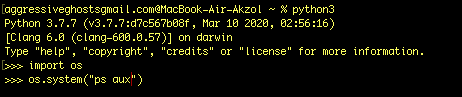 aggressiveghostsgmail.com@MacBook-Air-Akzol ~ % python3
Python 3.7.7 (v3.7.7:d7c567b08f, Mar 10 2020, 02:56:16)
[Clang 6.0 (clang-600.0.57)] on darwin
Type "help", "copyright", "credits" or "license" for more information.
[>>> import os
>>> os.system("ps aux")